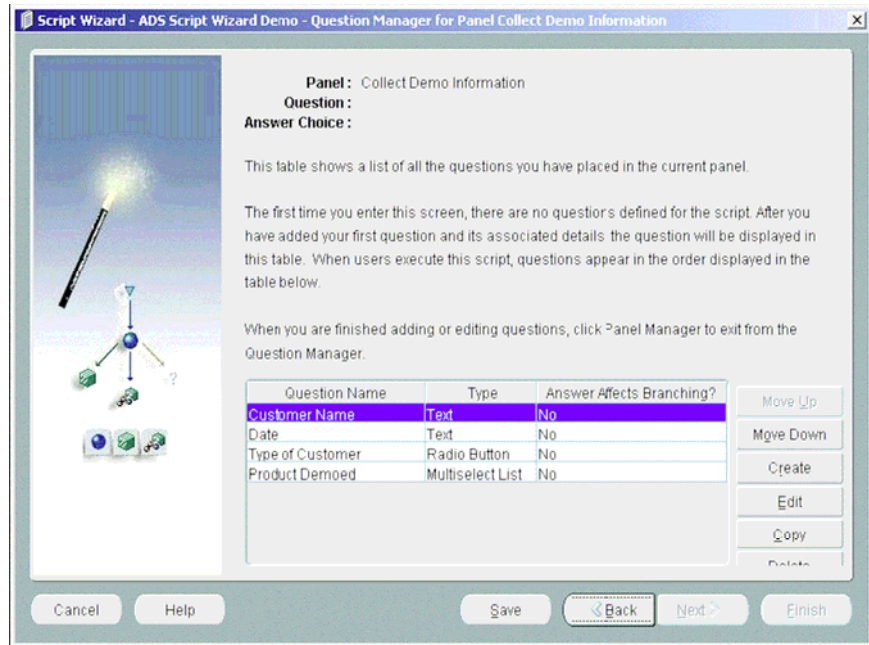 Script Wizard - ADS Script Wizard Demo - Question Manager for Panel Collect Demo Information
Panel : Collect Demo Information
Question :
Answer Choice :
This table shows a list of all the questions you have placed in the current panel.
The first time you enter this screen, there are no questions defined for the script. After you
have added your first question and its associated details the question will be displayed in
this table. When users execute this script, questions appear in the order displayed in the
table below.
When you are finished adding or editing questions, click Panel Manager to exit from the
Question Manager.
Question Name Type Answer Affects Branching?
Customer Name Text No
Date Text No
Type of Customer Radio Button No
Product Demoed Multiselect List No
Move Up
Move Down
Create
Edit
Copy
Delete
-?
Cancel Help Save Back Next Finish